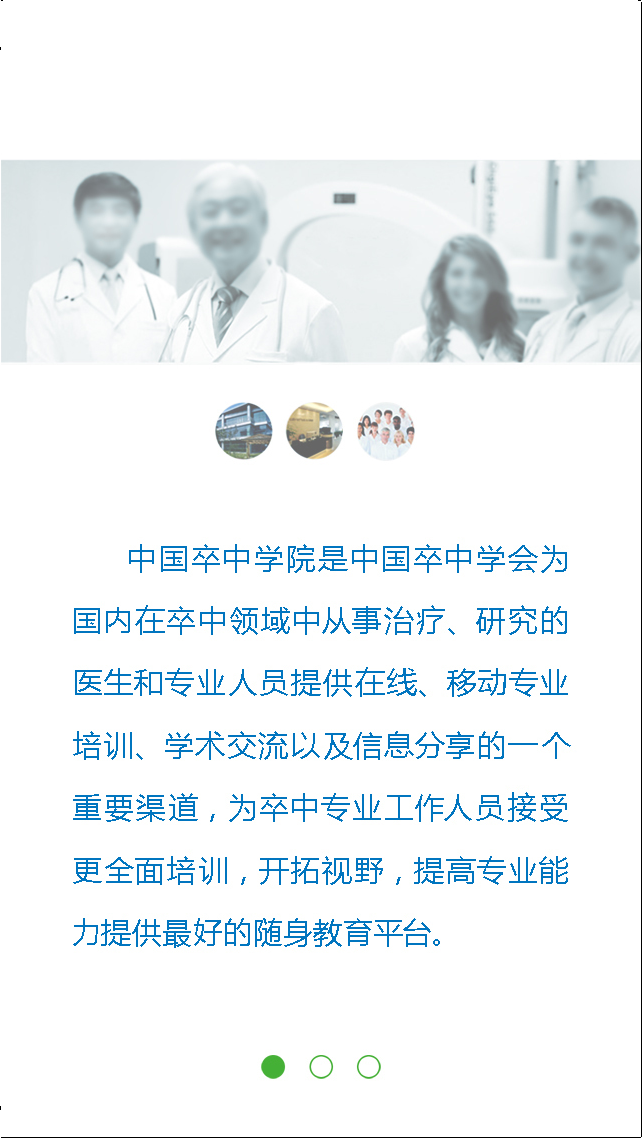 中国卒中学院是中国卒中学会为
国内在卒中领域中从事治疗、研究的
医生和专业人员提供在线、移动专业
培训、学术交流以及信息分享的一个
重要渠道，为卒中专业工作人员接受
更全面培训，开拓视野，提高专业能
力提供最好的随身教育平台。